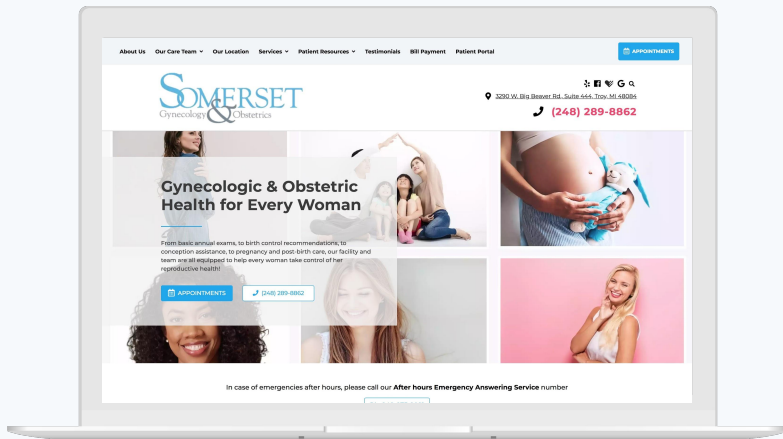 About Us Our Care Team Our Location Services Patient Resources Testimonials Bill Payment Patient Portal APPOINTMENTS
SOMERSET
Gynecology & Obstetrics
3290 W. Big Beaver Rd., Suite 444, Troy, MI 48084
(248) 289-8862
Gynecologic & Obstetric
Health for Every Woman
From basic annual exams, to birth control recommendations, to
conception assistance, to pregnancy and post-birth care, our facility and
team are all equipped to help every woman take control of her
reproductive health!
APPOINTMENTS (248) 289-8862
In case of emergencies after hours, please call our After hours Emergency Answering Service number